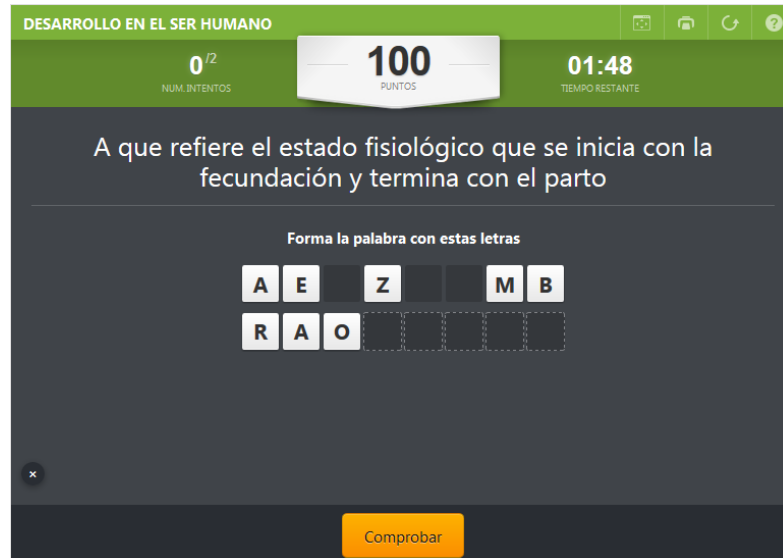 DESARROLLO EN EL SER HUMANO
0/2
NUM. INTENTOS
100
PUNTOS
01:48
TIEMPO RESTANTE
A que refiere el estado fisiológico que se inicia con la
fecundación y termina con el parto
Forma la palabra con estas letras
A E Z M B
R A O
Comprobar